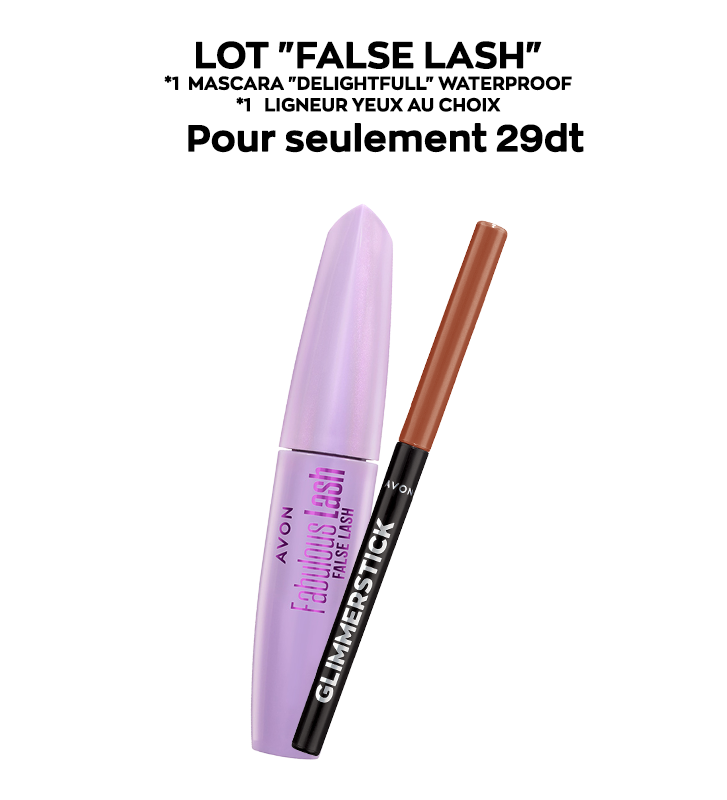 LOT "FALSE LASH"
*1 MASCARA "DELIGHTFULL" WATERPROOF
*1 LIGNEUR YEUX AU CHOIX
Pour seulement 29dt
AVON
Fabulous Lash
FALSE LASH
AVON
GLIMMERSTICK